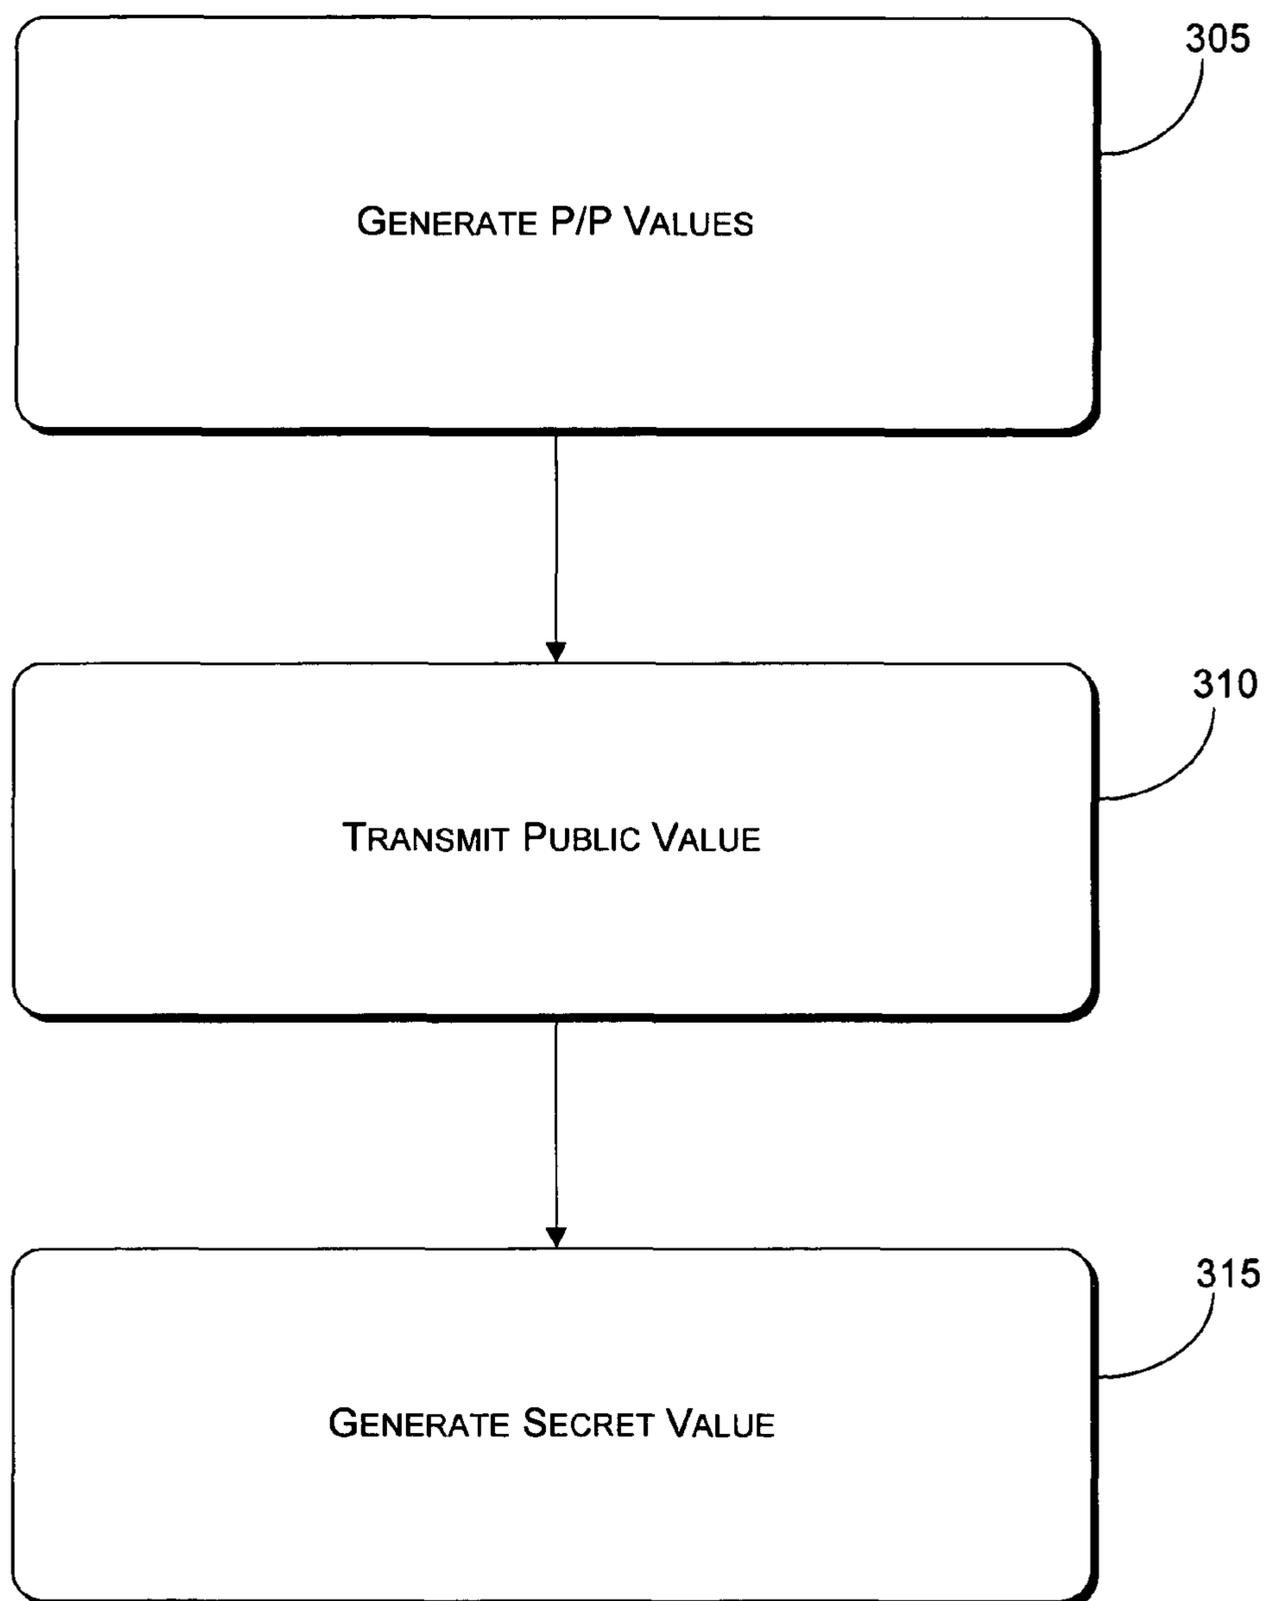 305
GENERATE P/P VALUES
310
TRANSMIT PUBLIC VALUE
315
GENERATE SECRET VALUE